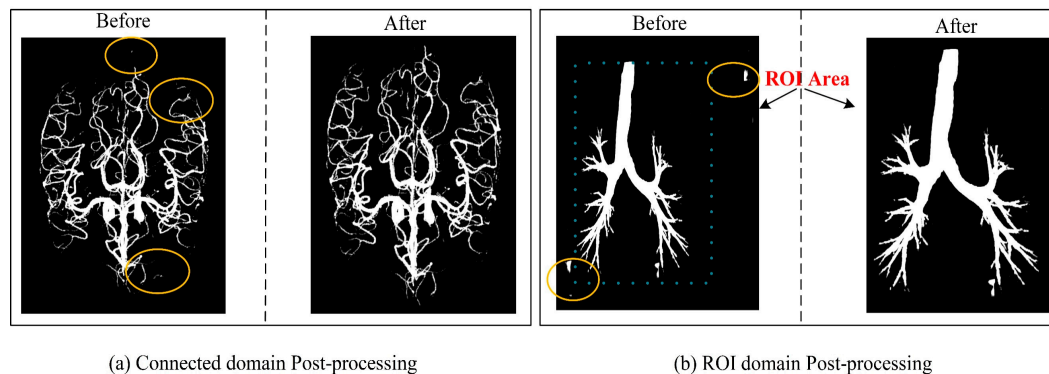 Before
After
Before
After
ROI Area
(a) Connected domain Post-processing
(b) ROI domain Post-processing